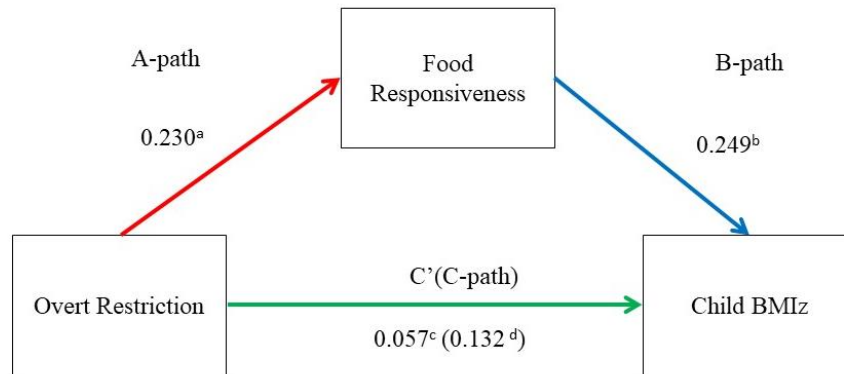 A-path
Food
Responsiveness
B-path
0.230ᵃ
0.249ᵇ
Overt Restriction
C’(C-path)
0.057ᶜ (0.132 ᵈ)
Child BMIz